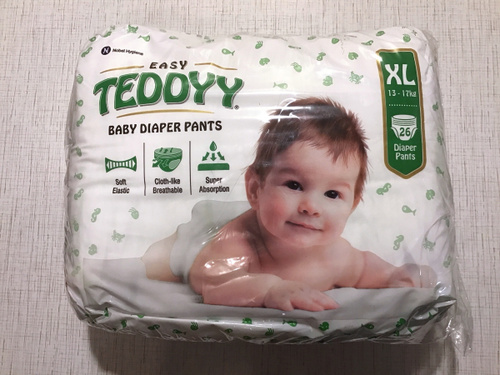 N Nobel Hygiene
EASY
TEDDYY
BABY DIAPER PANTS
Soft
Elastic
Cloth-like
Breathable
Super
Absorption
XL
13 - 17kg
26
Diaper
Pants